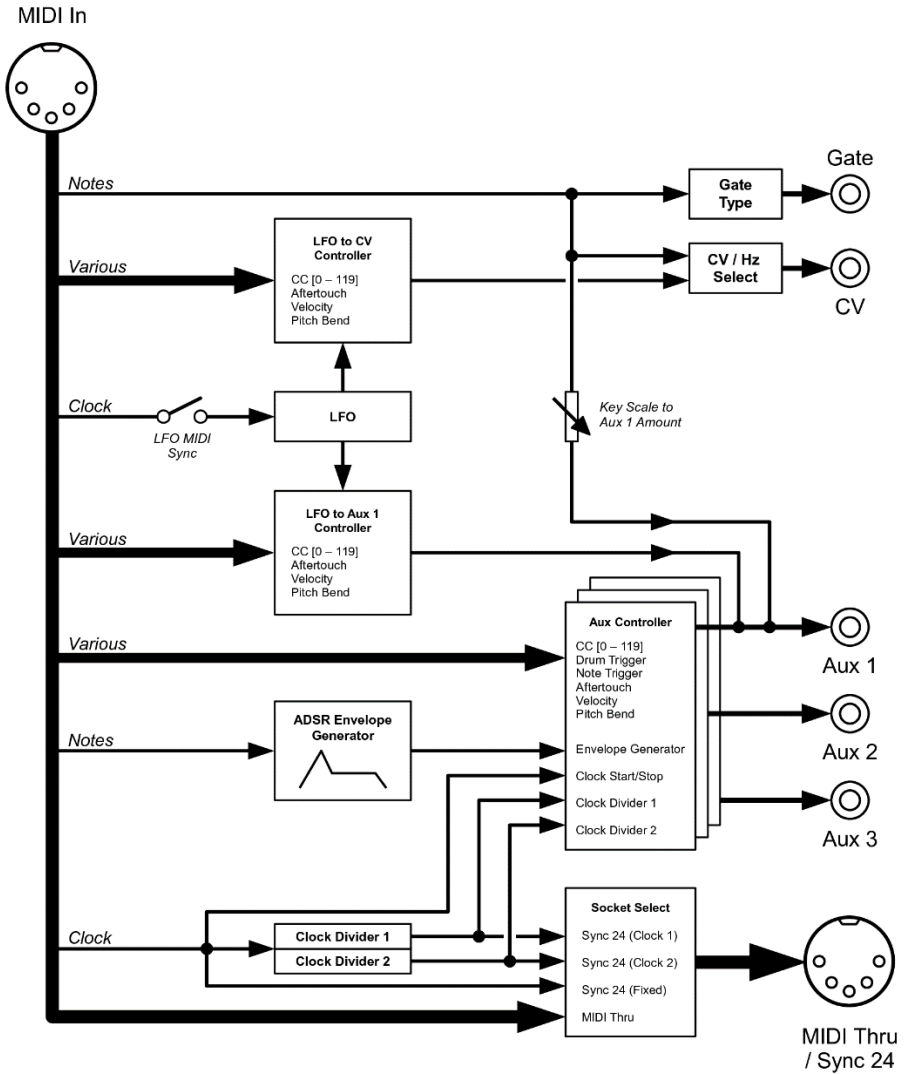 MIDI In
Notes
Gate
Type
Gate
LFO to CV
Controller
CC [0 – 119]
Aftertouch
Velocity
Pitch Bend
Various
CV / Hz
Select
CV
Clock
LFO MIDI
Sync
LFO
Key Scale to
Aux 1 Amount
Various
LFO to Aux 1
Controller
CC [0 – 119]
Aftertouch
Velocity
Pitch Bend
Various
Aux Controller
CC [0 – 119]
Drum Trigger
Note Trigger
Aftertouch
Velocity
Pitch Bend
Envelope Generator
Clock Start/Stop
Clock Divider 1
Clock Divider 2
Aux 1
Aux 2
Aux 3
Notes
ADSR Envelope
Generator
Clock
Clock Divider 1
Clock Divider 2
Socket Select
Sync 24 (Clock 1)
Sync 24 (Clock 2)
Sync 24 (Fixed)
MIDI Thru
MIDI Thru
/ Sync 24